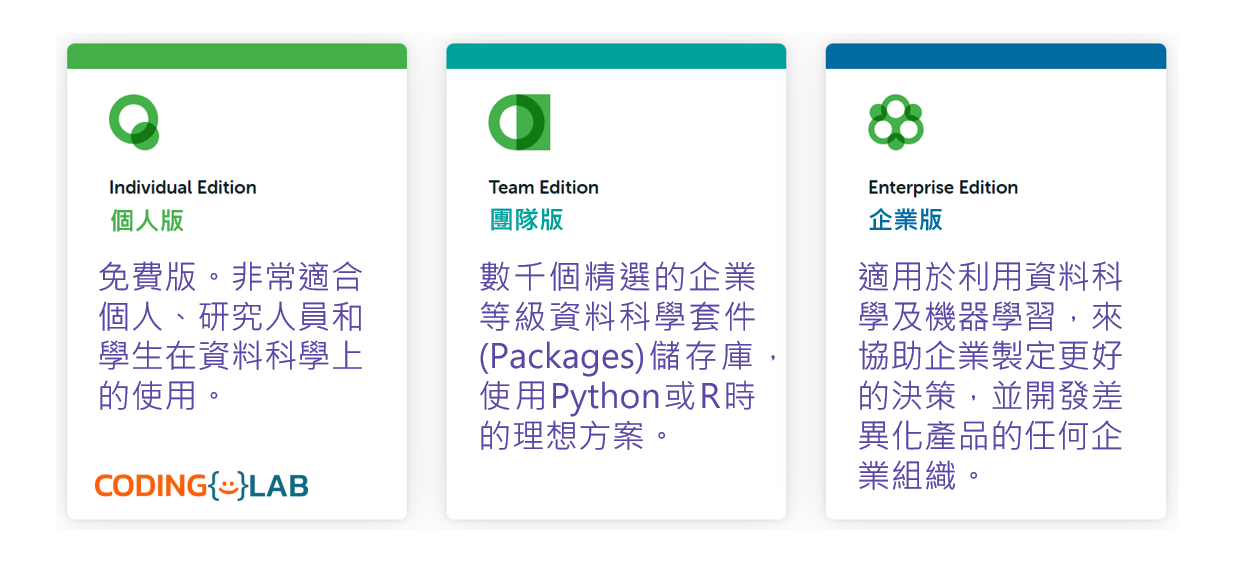 Individual Edition
個人版
免費版。非常適合
個人、研究人員和
學生在資料科學上
的使用。
CODING{}LAB
Team Edition
團隊版
數千個精選的企業
等級資料科學套件
(Packages)儲存庫，
使用Python或R時
的理想方案。
Enterprise Edition
企業版
適用於利用資料科
學及機器學習，來
協助企業製定更好
的決策，並開發差
異化產品的任何企
業組織。